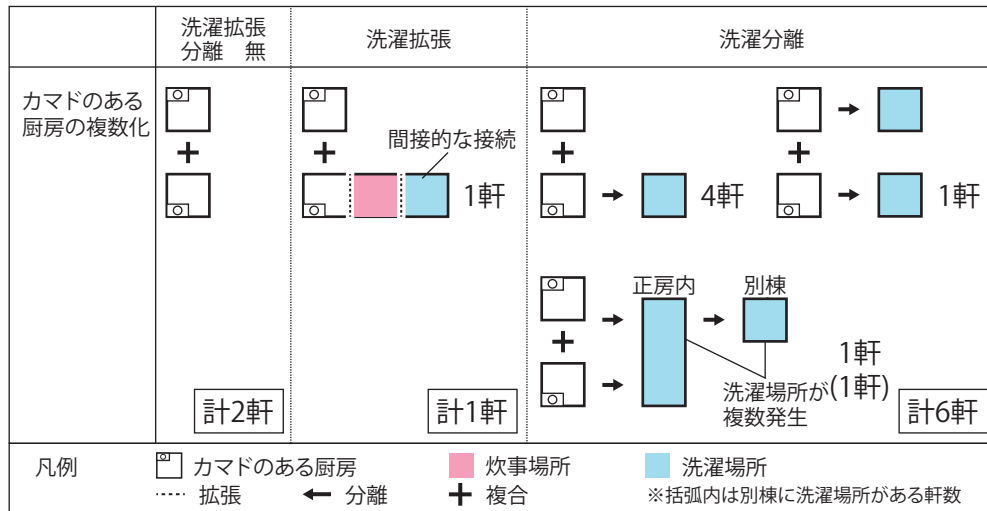 洗濯拡張
分離　無
洗濯拡張
洗濯分離
カマドのある
厨房の複数化
間接的な接続
1軒
4軒
1軒
正房内
別棟
洗濯場所が
複数発生
1軒
(1軒)
計2軒
計1軒
計6軒
凡例
カマドのある厨房
炊事場所
洗濯場所
拡張
分離
複合
※括弧内は別棟に洗濯場所がある軒数